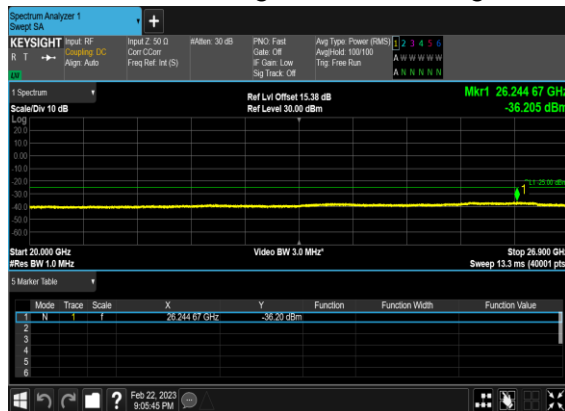 Spectrum Analyzer 1
Swept SA
+
KEYSIGHT Input: RF Input Z: 50 Ω #Atten: 30 dB PNO: Fast Avg Type: Power (RMS) 1 2 3 4 5 6
R T Coupling: DC Corr CCorr Gate: Off Avg|Hold: 100/100 A W W W W W
Align: Auto Freq Ref: Int (S) IF Gain: Low Trig: Free Run
Sig Track: Off A N N N N N
LW
1 Spectrum Ref Lvl Offset 15.38 dB Mkr1 26.244 67 GHz
Scale/Div 10 dB Ref Level 30.00 dBm -36.205 dBm
Log
20.0
10.0
0.00
-10.0
-20.0
L1 -25.00 dBm
-30.0
1
-40.0
-50.0
-60.0
Start 20.000 GHz Video BW 3.0 MHz* Stop 26.900 GHz
#Res BW 1.0 MHz Sweep 13.3 ms (40001 pts
5 Marker Table
Mode Trace Scale X Y Function Function Width Function Value
1 N 1 f 26.244 67 GHz -36.20 dBm
2
3
4
5
6
? Feb 22, 2023
9:05:45 PM